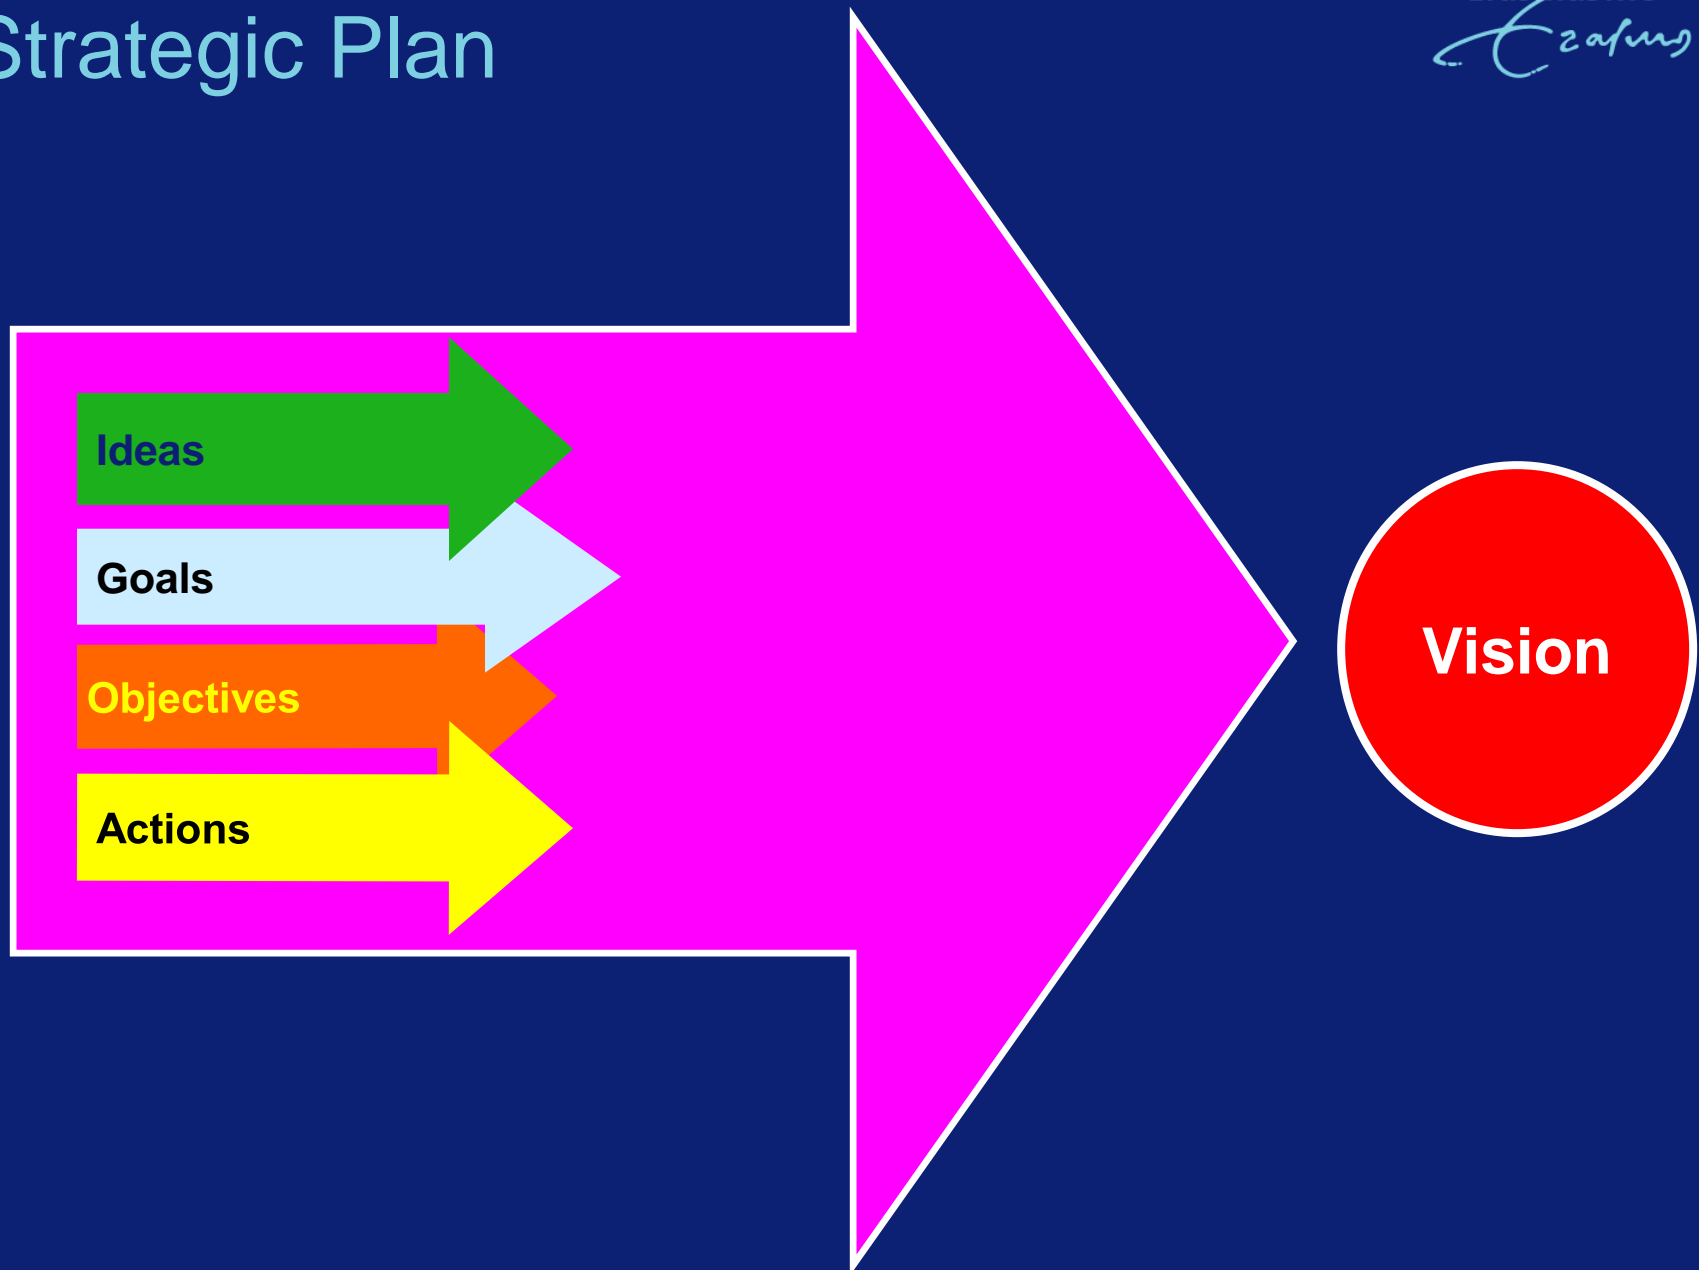 Strategic Plan
Ideas
Goals
Objectives
Actions
Vision